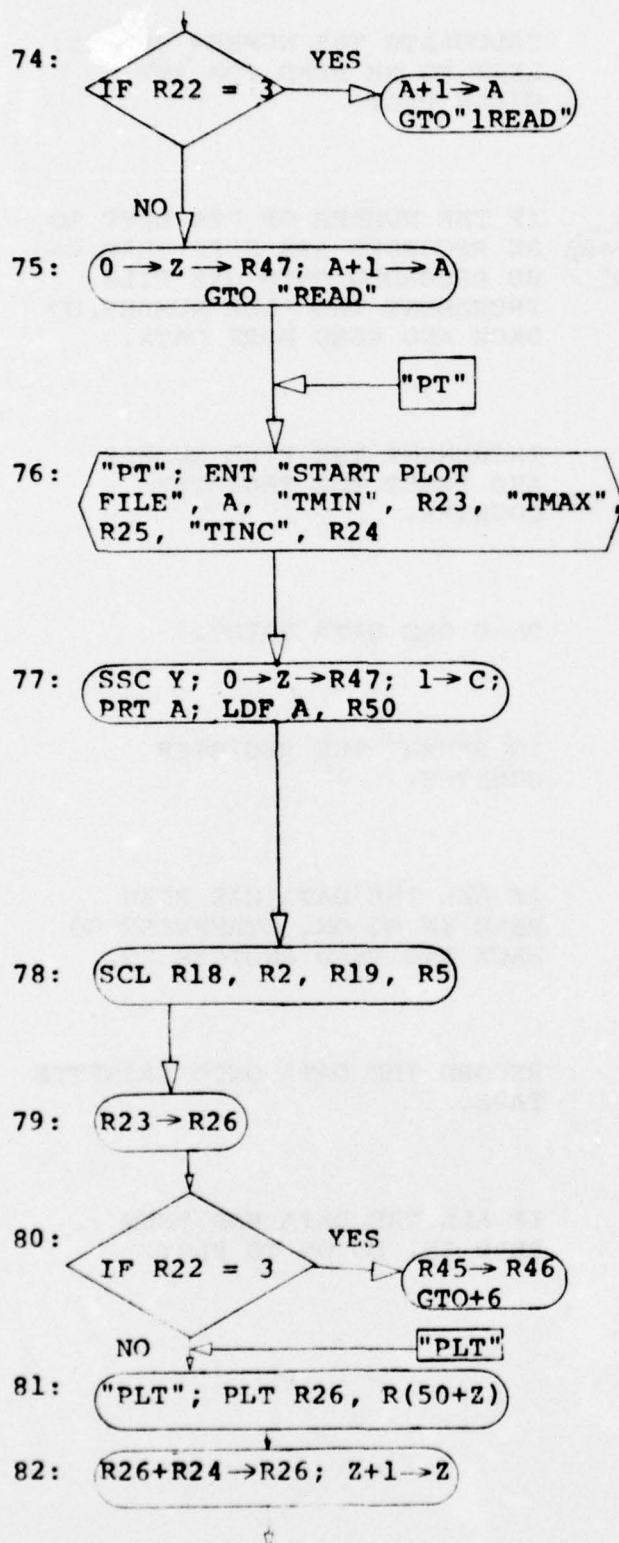 74:
YES
IF R22 = 3
A+1→A
GTO"1READ"
NO
75:
0 →Z → R47; A+1 →A
GTO "READ"
"PT"
76:
"PT"; ENT "START PLOT
FILE", A, "TMIN", R23, "TMAX",
R25, "TINC", R24
77:
SSC Y; 0→Z→R47; 1→C;
PRT A; LDF A, R50
78:
SCL R18, R2, R19, R5
79:
R23→R26
80:
YES
IF R22 = 3
R45→R46
GTO+6
NO
"PLT"
81:
"PLT"; PLT R26, R(50+Z)
82:
R26+R24→R26; Z+1→Z